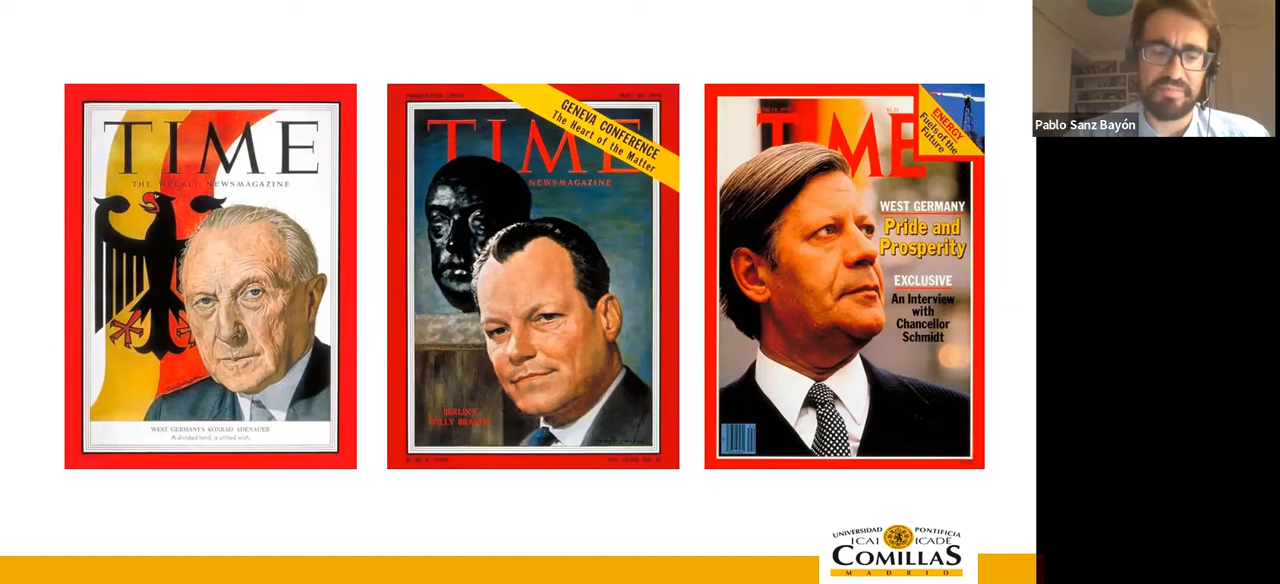 TIME
THE WEEKLY NEWSMAGAZINE
WEST GERMANY'S KONRAD ADENAUER
A divided land, a united wish.
GENEVA CONFERENCE
The Heart of the Matter
TIME
NEWSMAGAZINE
BERLIN'S
WILLY BRANDT
ENERGY
Fuels of the
Future
TIME
WEST GERMANY
Pride and
Prosperity
EXCLUSIVE
An Interview
with
Chancellor
Schmidt
Pablo Sanz Bayón
UNIVERSIDAD PONTIFICIA
ICAI ICADE
COMILLAS
MADRID